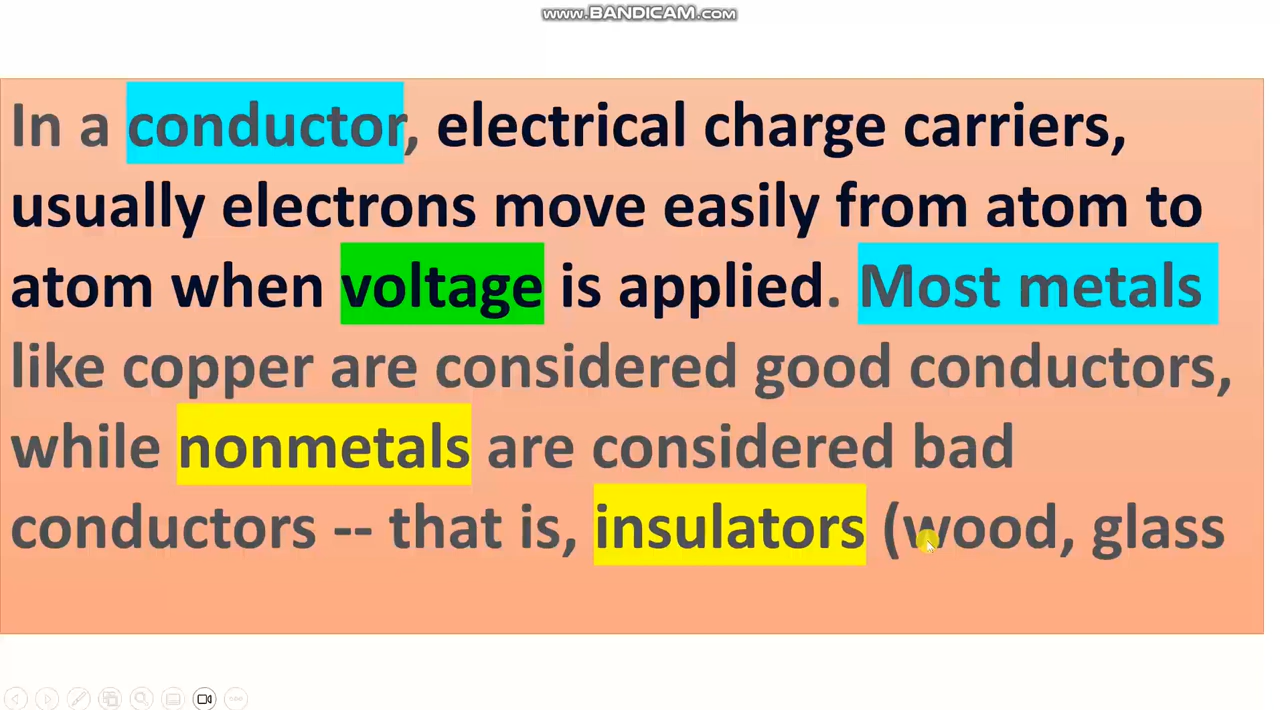 www.BANDICAM.com
In a conductor, electrical charge carriers,
usually electrons move easily from atom to
atom when voltage is applied. Most metals
like copper are considered good conductors,
while nonmetals are considered bad
conductors -- that is, insulators (wood, glass